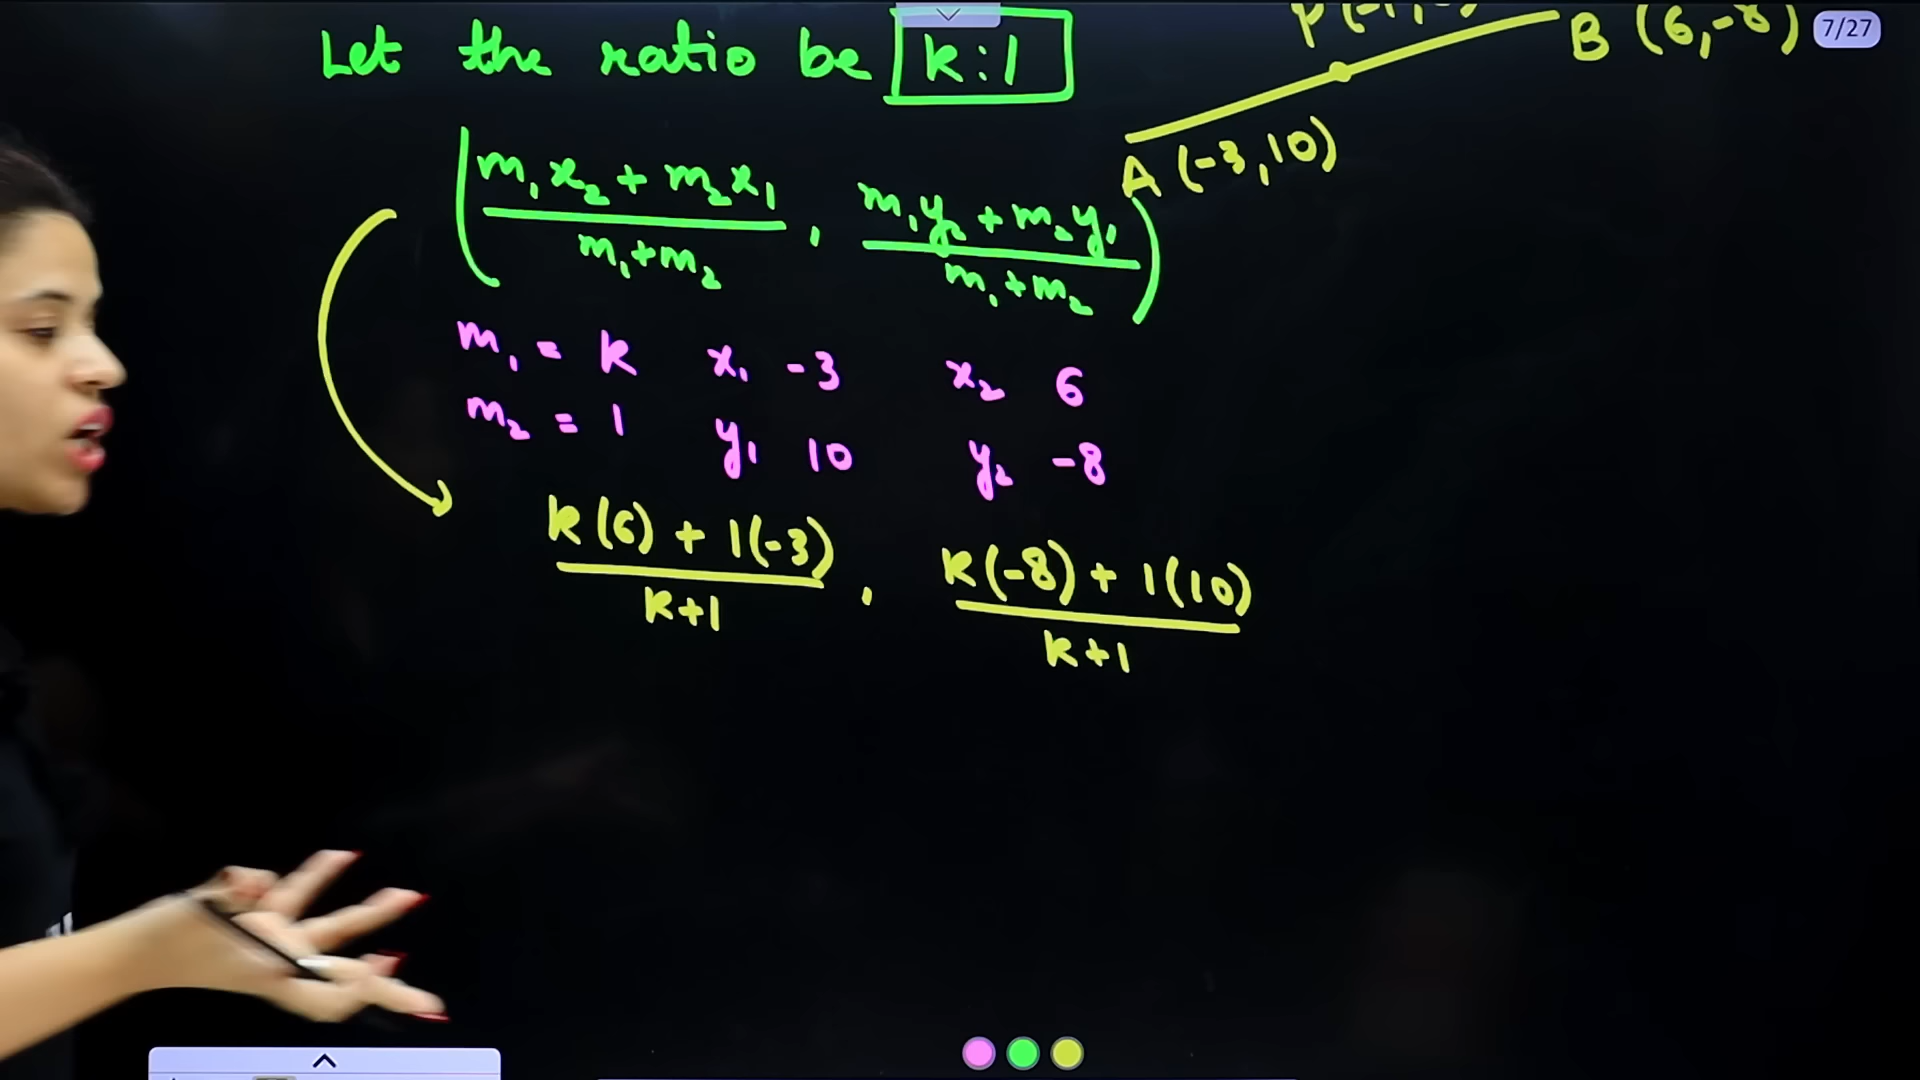 Let the ratio be k:1
B (6,-8)
7/27
A (-3,10)
(m₁x₂ + m₂x₁ / m₁+m₂ , m₁y₂ + m₂y₁ / m₁+m₂)
m₁ = k x₁ -3 x₂ 6
m₂ = 1 y₁ 10 y₂ -8
k(6) + 1(-3) / k+1 , k(-8) + 1(10) / k+1